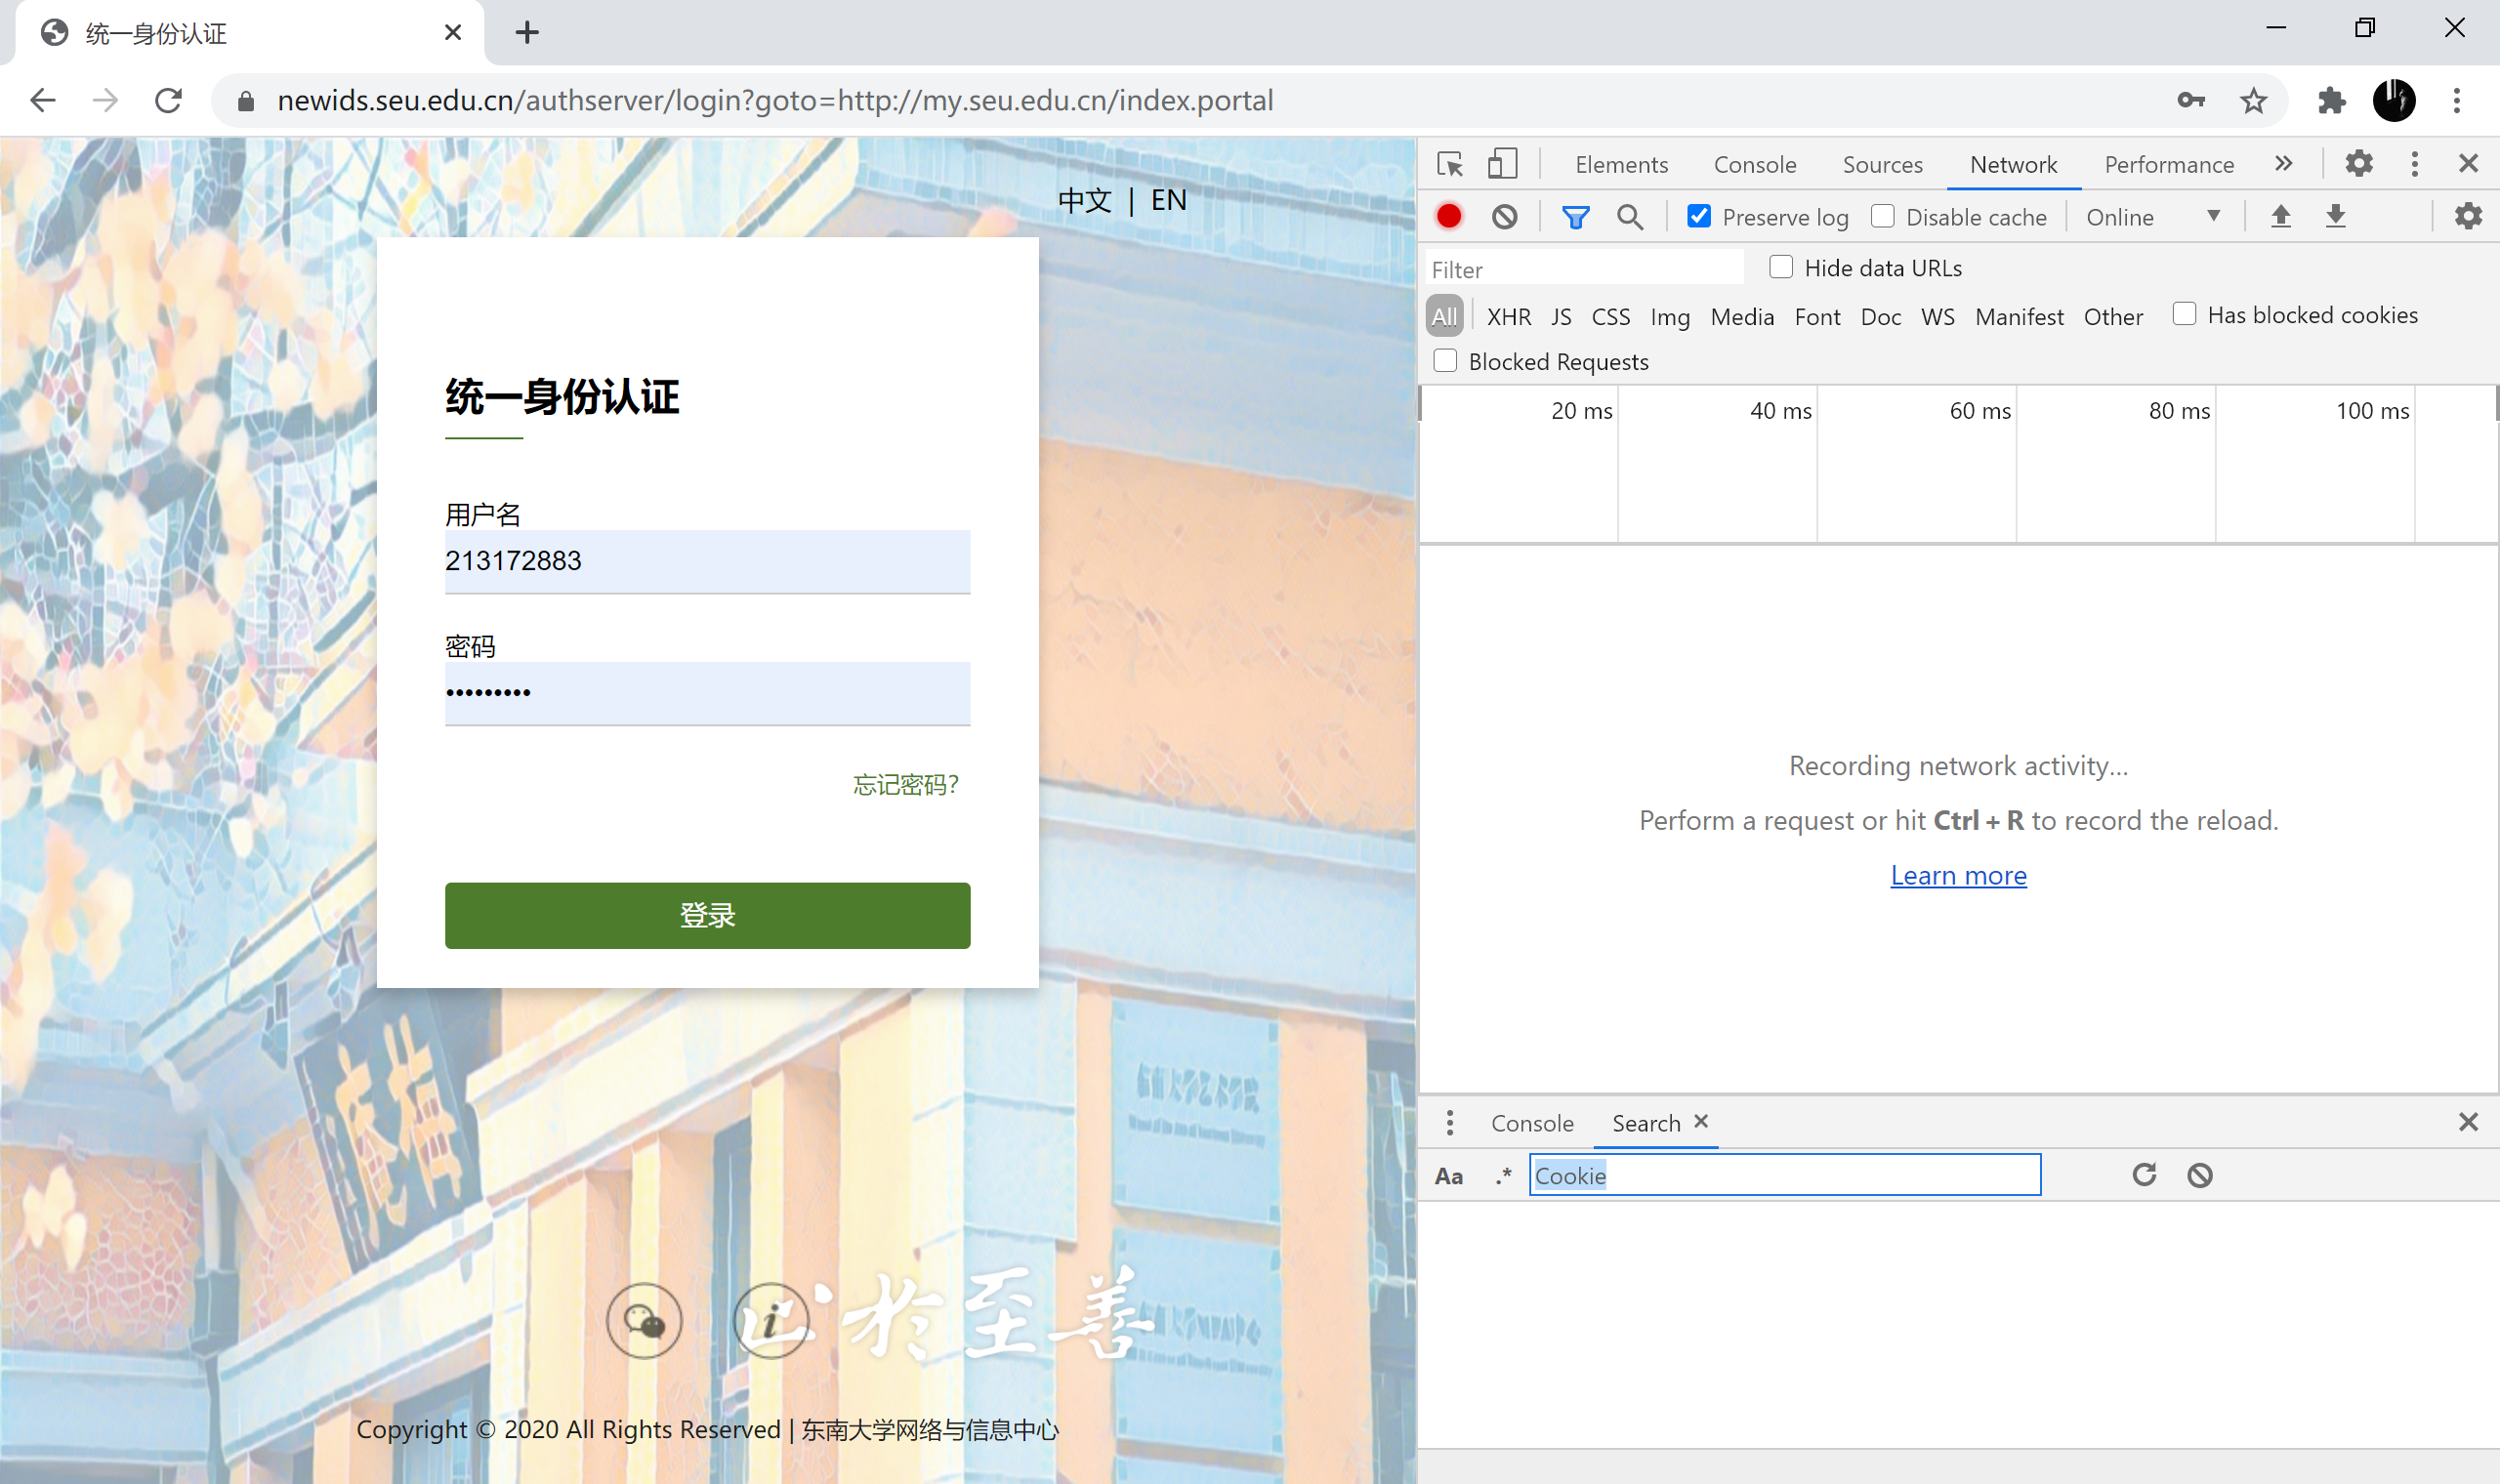 统一身份认证
newids.seu.edu.cn/authserver/login?goto=http://my.seu.edu.cn/index.portal
中文 | EN
统一身份认证
用户名
213172883
密码
•••••••••
忘记密码?
登录
止于至善
Copyright © 2020 All Rights Reserved | 东南大学网络与信息中心
Elements Console Sources Network Performance
Preserve log Disable cache Online
Filter Hide data URLs
All XHR JS CSS Img Media Font Doc WS Manifest Other Has blocked cookies
Blocked Requests
20 ms 40 ms 60 ms 80 ms 100 ms
Recording network activity...
Perform a request or hit Ctrl + R to record the reload.
Learn more
Console Search
Aa .* Cookie